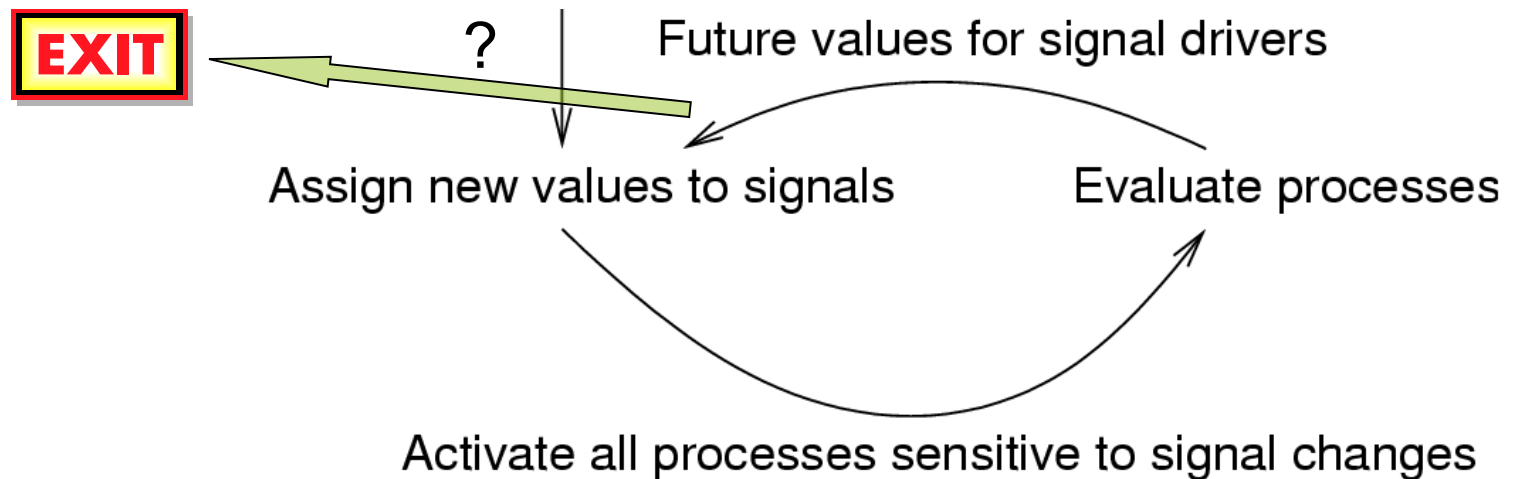 EXIT
?
Future values for signal drivers
Assign new values to signals
Evaluate processes
Activate all processes sensitive to signal changes